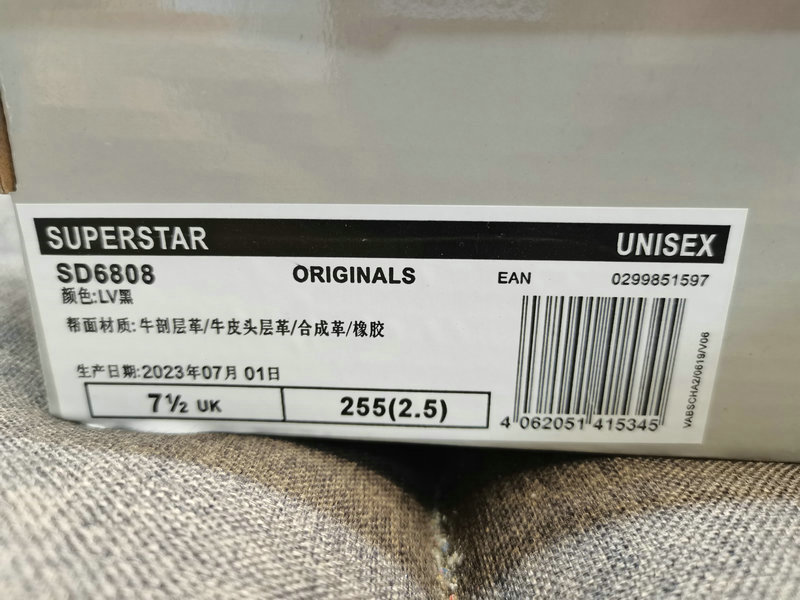 SUPERSTAR UNISEX
SD6808 ORIGINALS EAN 0299851597
颜色:LV黑
帮面材质:牛剖层革/牛皮头层革/合成革/橡胶
生产日期:2023年07月 01日
7½ UK 255(2.5)
4 062051 415345
VABSCHA2/0619/V06